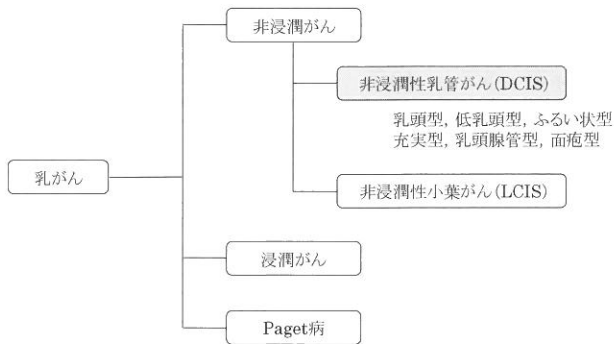 非浸潤がん
非浸潤性乳管がん(DCIS)
乳頭型, 低乳頭型, ふるい状型
充実型, 乳頭腺管型, 面疱型
乳がん
非浸潤性小葉がん(LCIS)
浸潤がん
Paget病